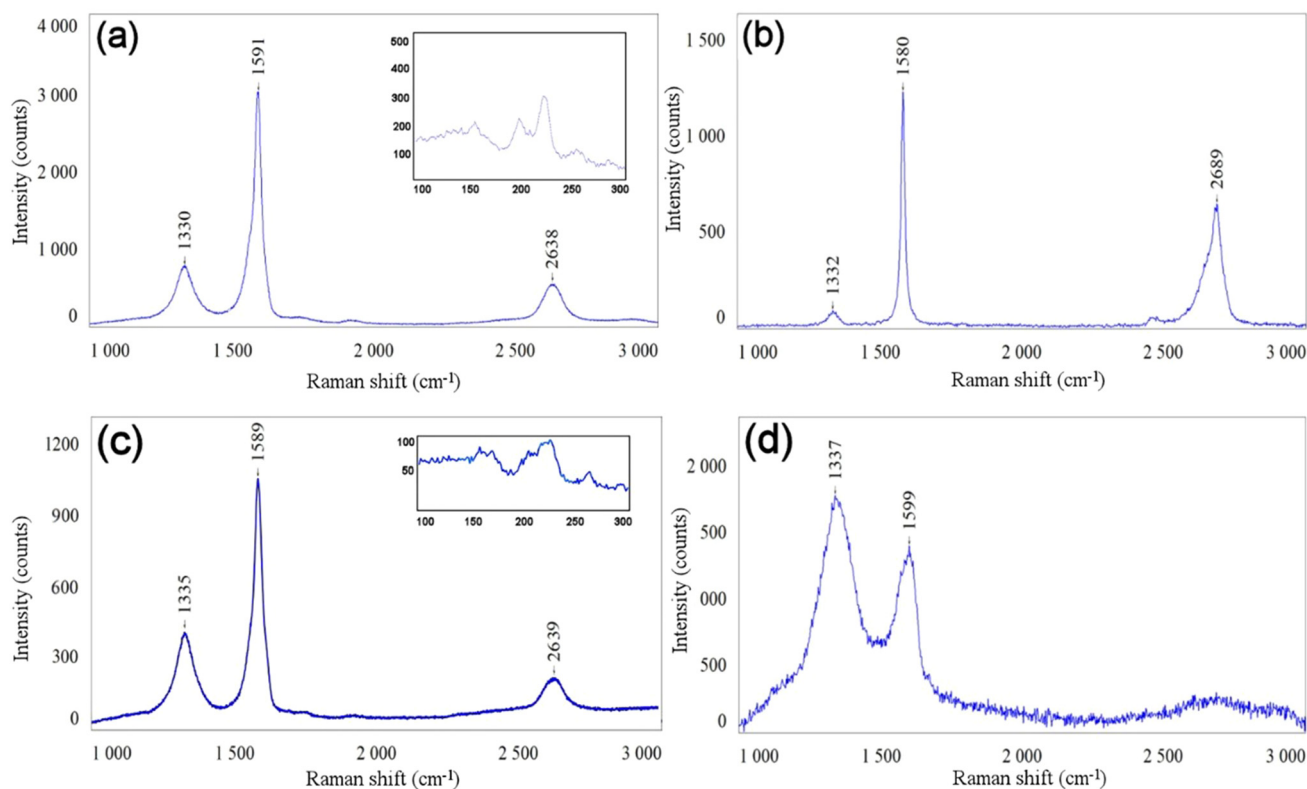 (a)
4 000
3 000
2 000
1 000
0
Intensity (counts)
1330
1591
2638
500
400
300
200
100
100 150 200 250 300
1 000 1 500 2 000 2 500 3 000
Raman shift (cm-1)
(b)
1 500
1 000
500
0
Intensity (counts)
1332
1580
2689
1 000 1 500 2 000 2 500 3 000
Raman shift (cm-1)
(c)
1200
900
600
300
0
Intensity (counts)
1335
1589
2639
100
50
100 150 200 250 300
1 000 1 500 2 000 2 500 3 000
Raman shift (cm-1)
(d)
2 000
500
000
500
0
Intensity (counts)
1337
1599
1 000 1 500 2 000 2 500 3 000
Raman shift (cm-1)